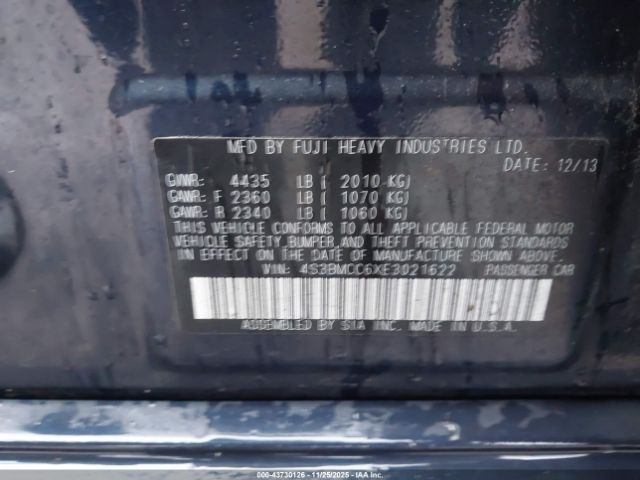 MFD BY FUJI HEAVY INDUSTRIES LTD.
DATE: 12/13
GVWR: 4435 LB ( 2010 KG)
GAWR: F 2360 LB ( 1070 KG)
GAWR: R 2340 LB ( 1060 KG)
THIS VEHICLE CONFORMS TO ALL APPLICABLE FEDERAL MOTOR
VEHICLE SAFETY, BUMPER AND THEFT PREVENTION STANDARDS
IN EFFECT ON THE DATE OF MANUFACTURE SHOWN ABOVE.
VIN: 4S3BMCC6XE3021622 PASSENGER CAR
ASSEMBLED BY SIA INC. MADE IN U.S.A.
000-43730126 - 11/25/2025 - IAA Holdings, LLC